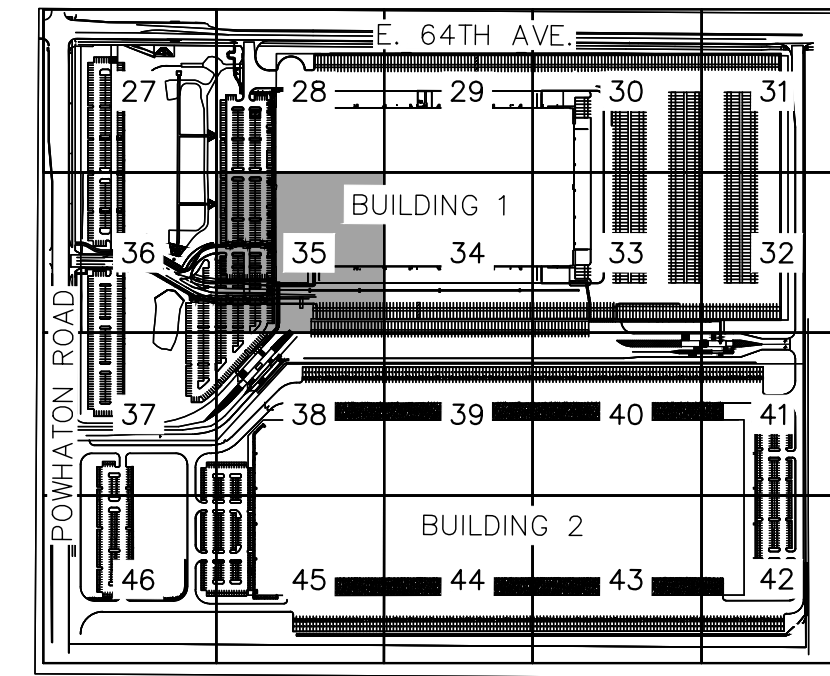 E. 64TH AVE.
27 28 29 30 31
BUILDING 1
36 35 34 33 32
POWHATON ROAD
37 38 39 40 41
BUILDING 2
46 45 44 43 42